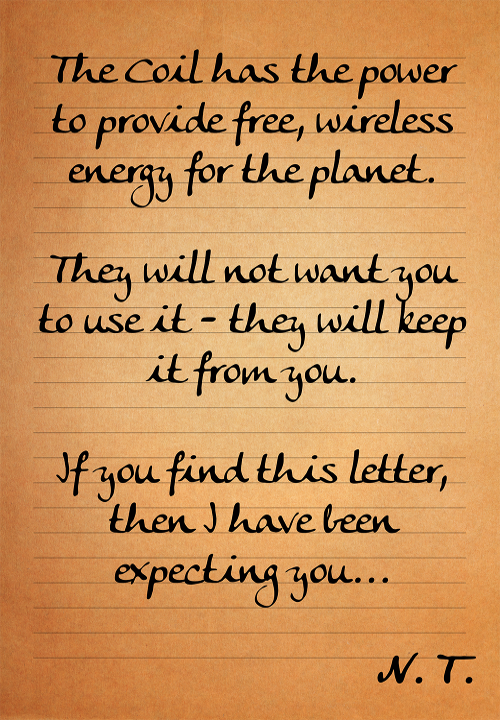 The Coil has the power
to provide free, wireless
energy for the planet.
They will not want you
to use it - they will keep
it from you.
If you find this letter,
then I have been
expecting you...
N. T.